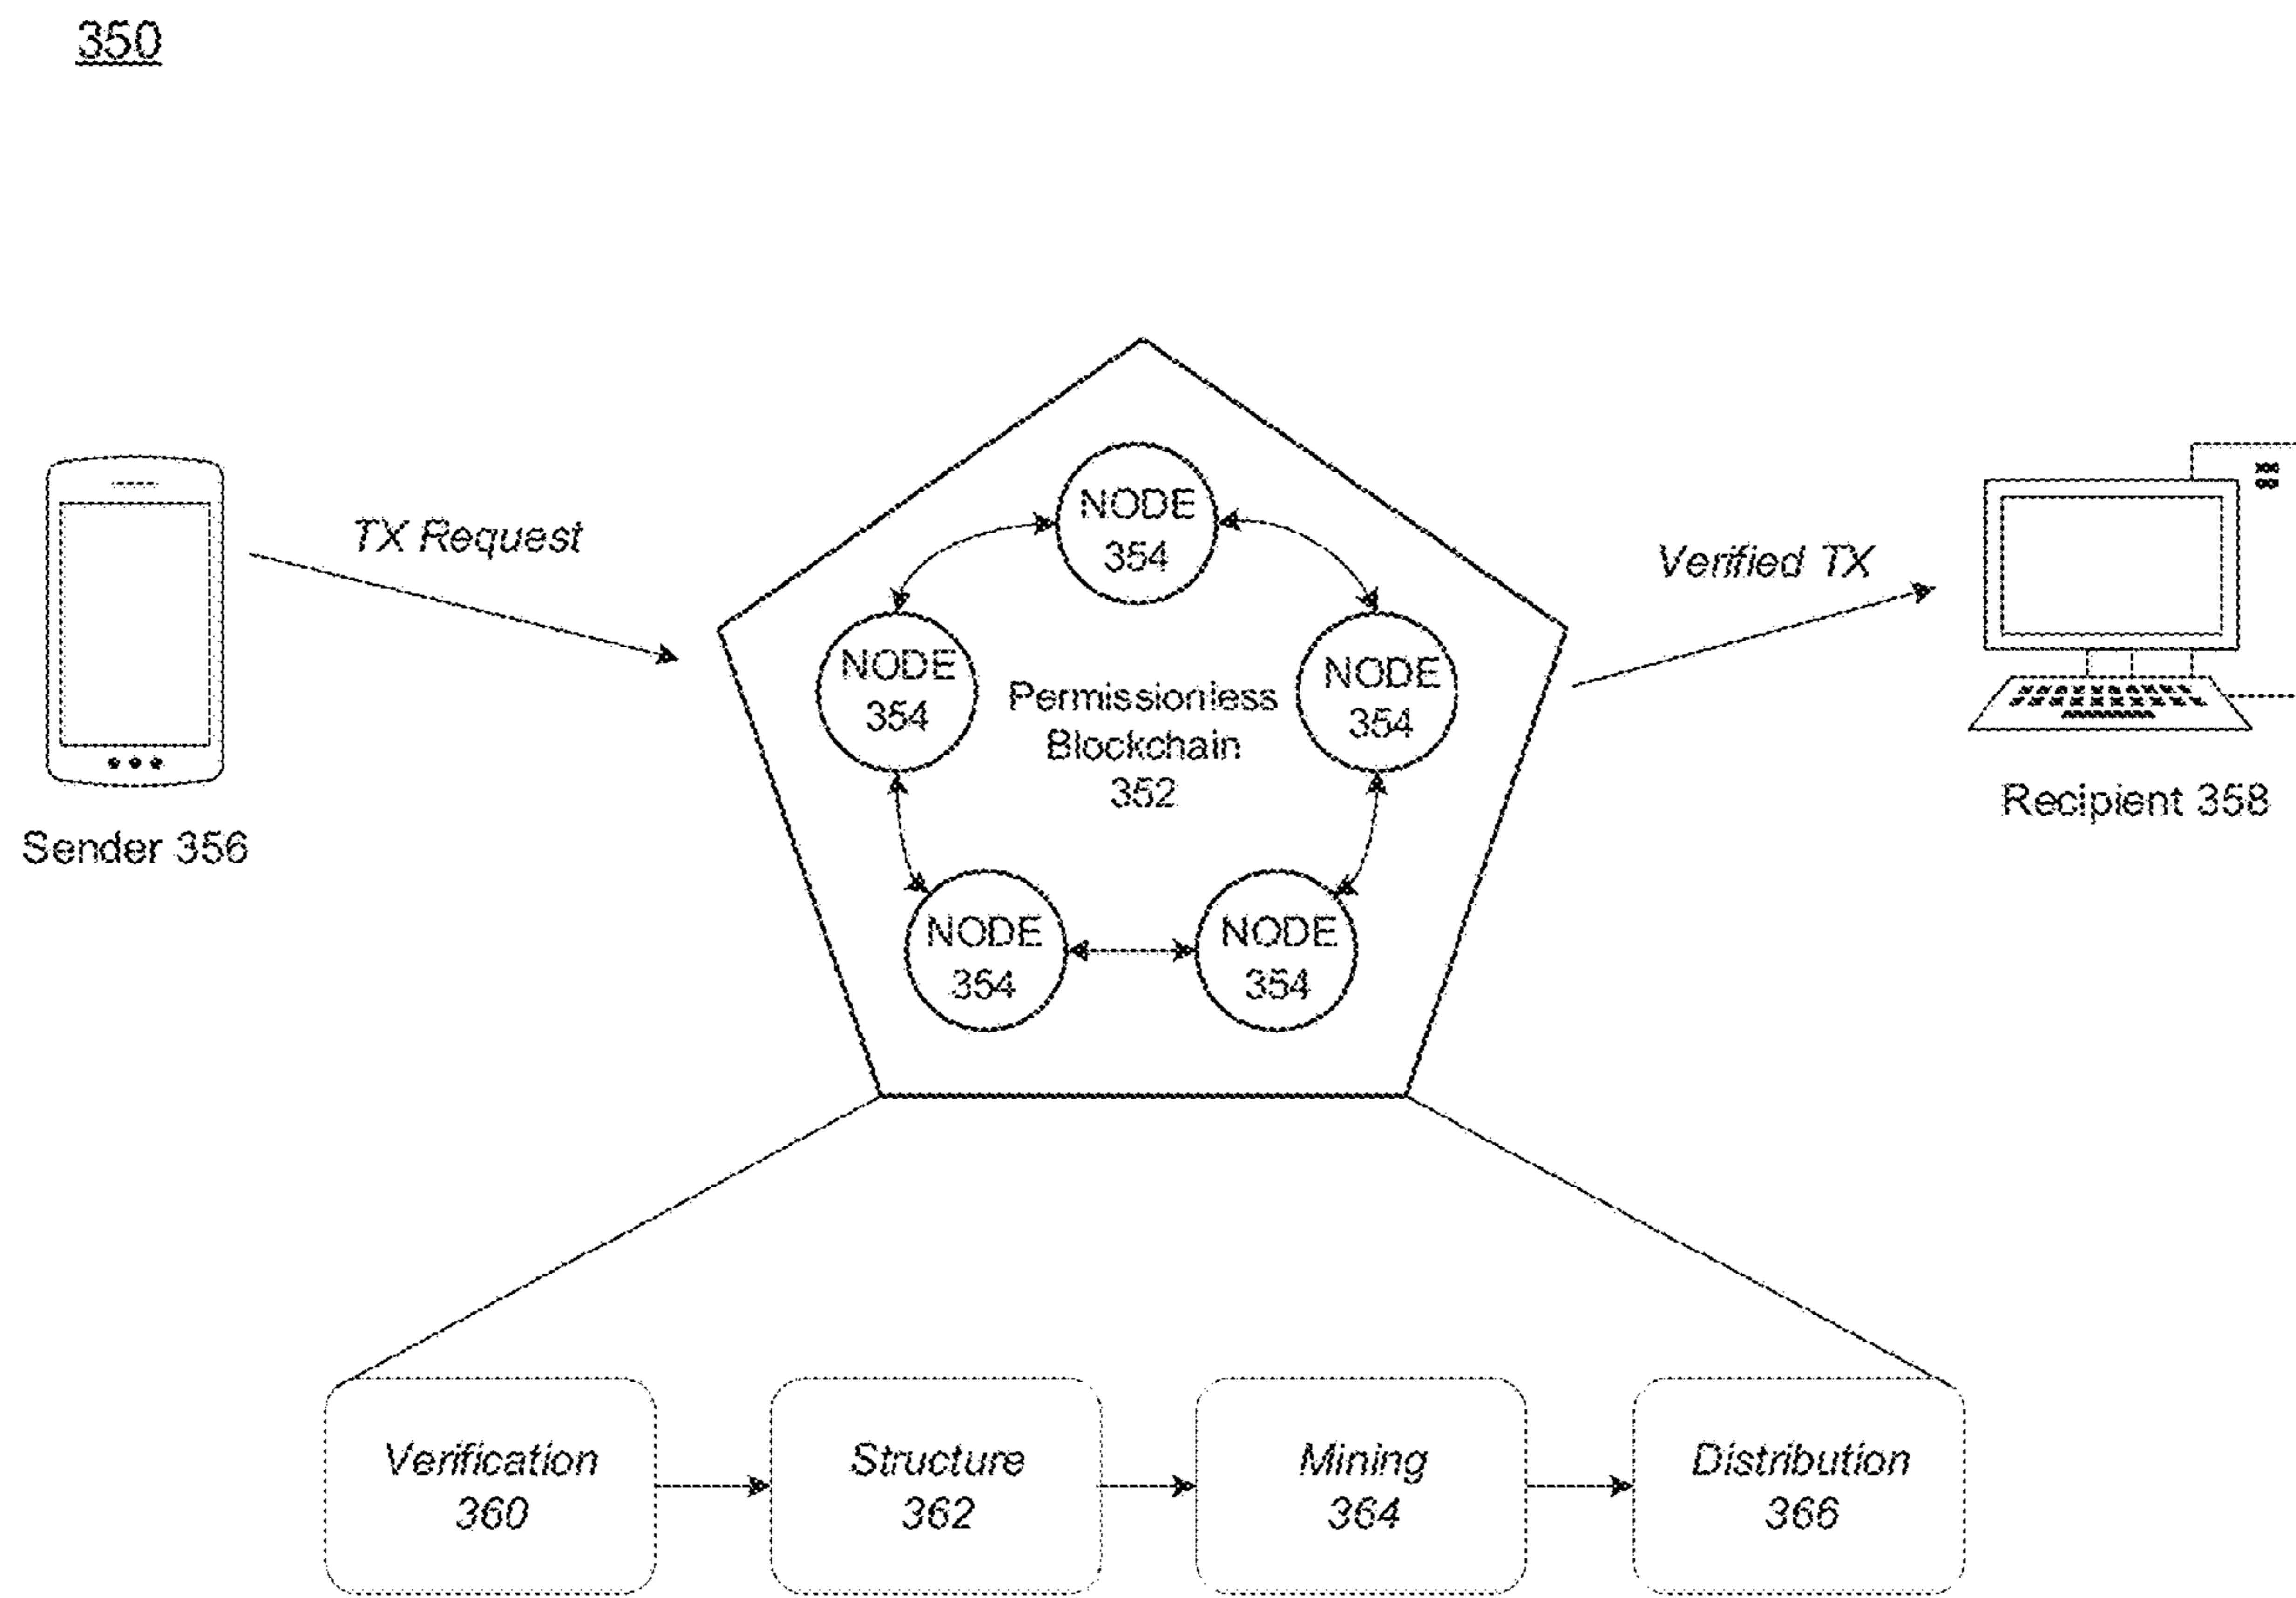 350
NODE
354
TX Request
Verified TX
NODE
354
NODE
354
Permissionless
Blockchain
352
Recipient 358
Sender 356
NODE
354
NODE
354
Verification
360
Structure
362
Mining
364
Distribution
366